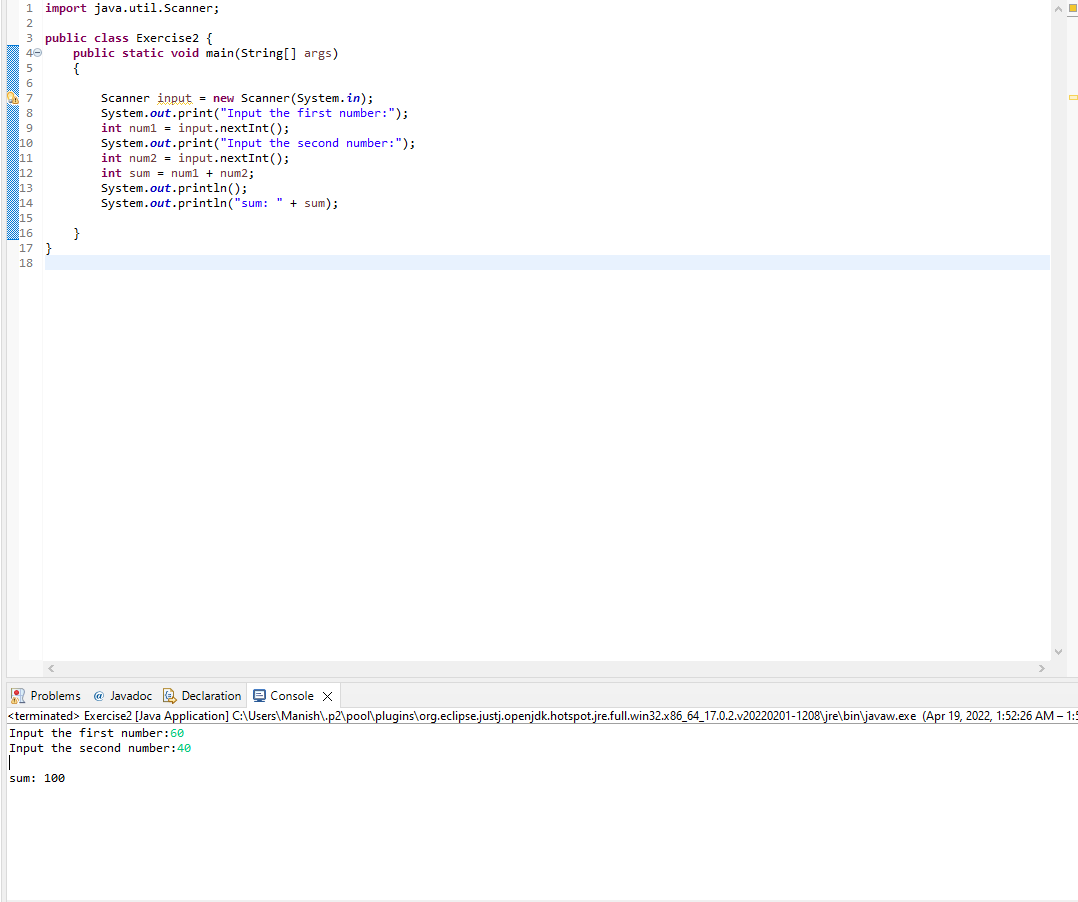 1 import java.util.Scanner;
2
3 public class Exercise2 {
4 public static void main(String[] args)
5 {
6
7 Scanner input = new Scanner(System.in);
8 System.out.print("Input the first number:");
9 int num1 = input.nextInt();
10 System.out.print("Input the second number:");
11 int num2 = input.nextInt();
12 int sum = num1 + num2;
13 System.out.println();
14 System.out.println("sum: " + sum);
15
16 }
17 }
18
Problems @ Javadoc Declaration Console
<terminated> Exercise2 [Java Application] C:\Users\Manish\.p2\pool\plugins\org.eclipse.justj.openjdk.hotspot.jre.full.win32.x86_64_17.0.2.v20220201-1208\jre\bin\javaw.exe (Apr 19, 2022, 1:52:26 AM – 1:5
Input the first number:60
Input the second number:40
sum: 100